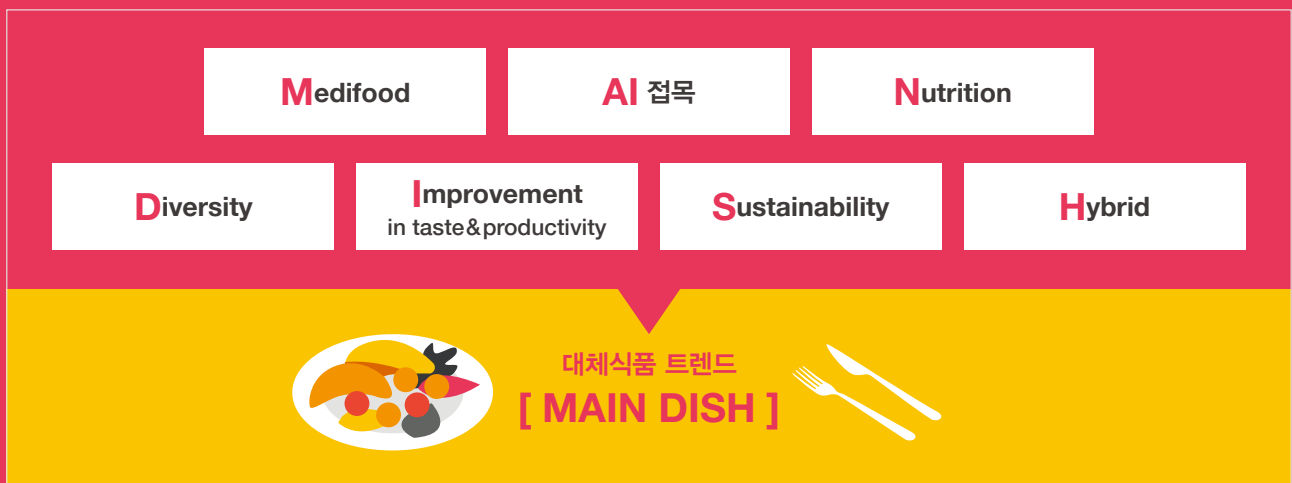 Medifood
AI 접목
Nutrition
Diversity
Improvement
in taste&productivity
Sustainability
Hybrid
대체식품 트렌드
[ MAIN DISH ]